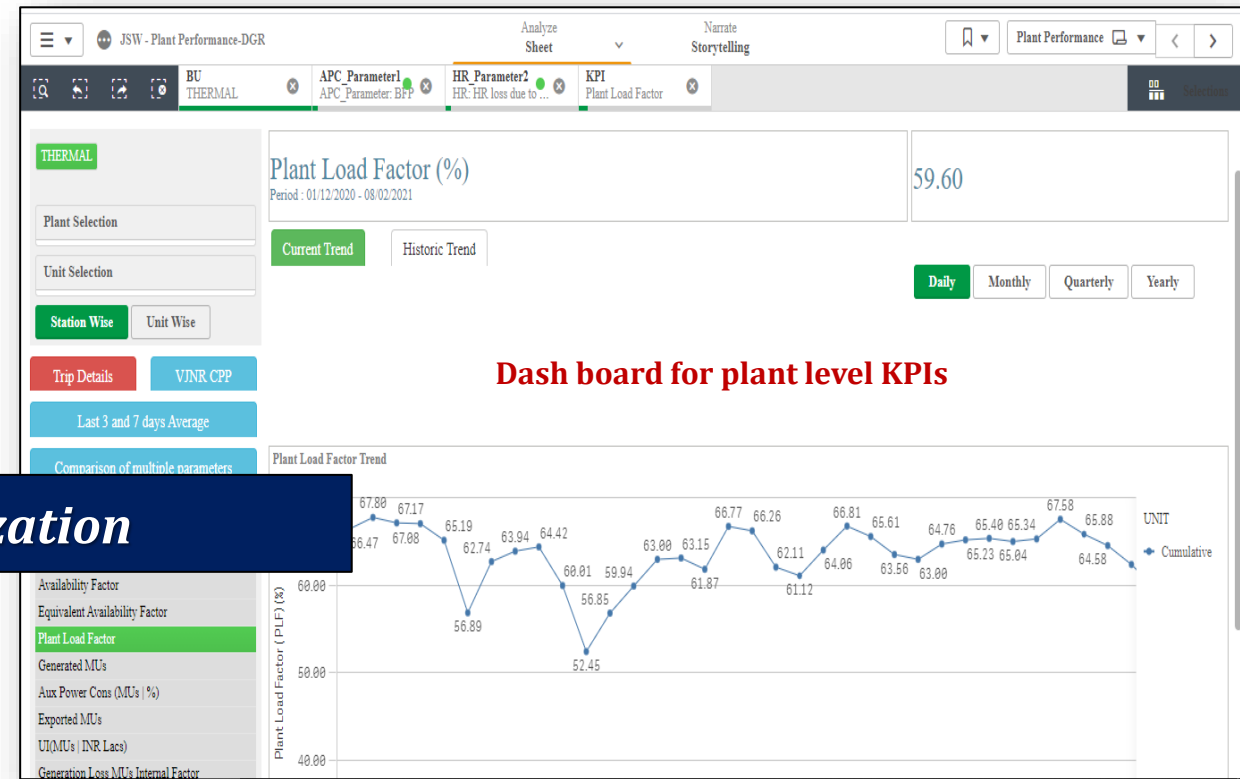 JSW - Plant Performance-DGR
Analyze
Sheet
Narrate
Storytelling
Plant Performance
BU
THERMAL
APC_Parameter1
APC_Parameter: BFP
HR_Parameter2
HR: HR loss due to ...
KPI
Plant Load Factor
Selections
THERMAL
Plant Selection
Unit Selection
Station Wise
Unit Wise
Trip Details
VJNR CPP
Last 3 and 7 days Average
Comparison of multiple parameters
zation
Availability Factor
Equivalent Availability Factor
Plant Load Factor
Generated MUs
Aux Power Cons (MUs | %)
Exported MUs
UI(MUs | INR Lacs)
Generation Loss MUs Internal Factor
Plant Load Factor (%)
Period : 01/12/2020 - 08/02/2021
59.60
Current Trend
Historic Trend
Daily
Monthly
Quarterly
Yearly
Dash board for plant level KPIs
Plant Load Factor Trend
Plant Load Factor ( PLF) (%)
60.00
50.00
40.00
66.47
67.80
67.08
67.17
65.19
56.89
62.74
63.94
64.42
60.01
52.45
56.85
59.94
63.00
63.15
61.87
66.77
66.26
62.11
61.12
64.06
66.81
65.61
63.56
63.00
64.76
65.23
65.40
65.04
65.34
67.58
65.88
64.58
UNIT
Cumulative